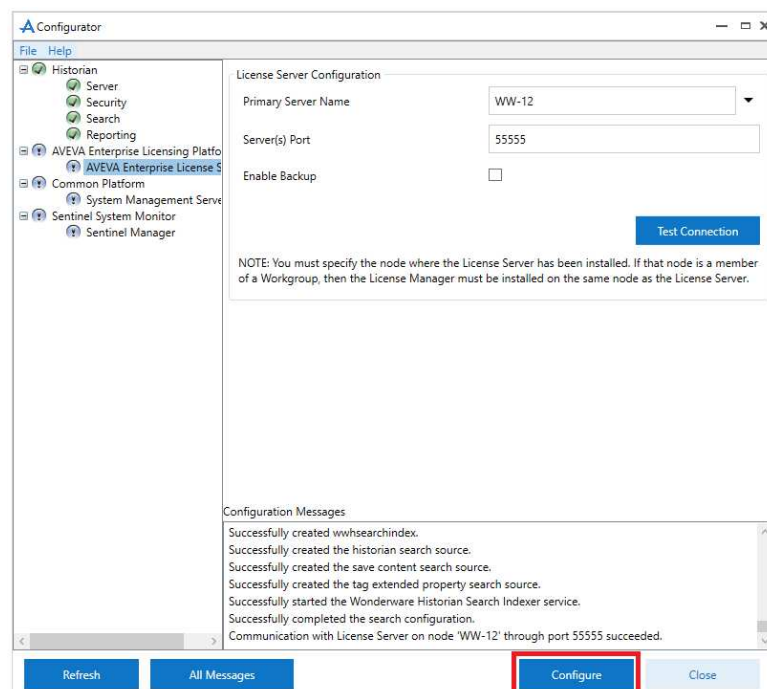 Configurator
File Help
Historian
Server
Security
Search
Reporting
AVEVA Enterprise Licensing Platfo
AVEVA Enterprise License S
Common Platform
System Management Serve
Sentinel System Monitor
Sentinel Manager
License Server Configuration
Primary Server Name
WW-12
Server(s) Port
55555
Enable Backup
Test Connection
NOTE: You must specify the node where the License Server has been installed. If that node is a member
of a Workgroup, then the License Manager must be installed on the same node as the License Server.
Configuration Messages
Successfully created wwhsearchindex.
Successfully created the historian search source.
Successfully created the save content search source.
Successfully created the tag extended property search source.
Successfully started the Wonderware Historian Search Indexer service.
Successfully completed the search configuration.
Communication with License Server on node 'WW-12' through port 55555 succeeded.
Refresh
All Messages
Configure
Close